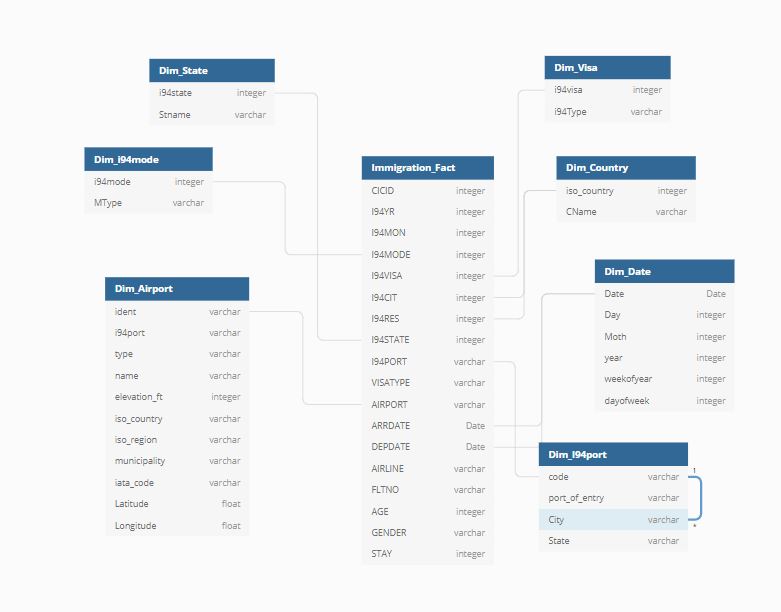 Dim_State
i94state integer
Stname varchar
Dim_Visa
i94visa integer
i94Type varchar
Dim_i94mode
i94mode integer
MType varchar
Immigration_Fact
CICID integer
I94YR integer
I94MON integer
I94MODE integer
I94VISA integer
I94CIT integer
I94RES integer
I94STATE integer
I94PORT varchar
VISATYPE varchar
AIRPORT varchar
ARRDATE Date
DEPDATE Date
AIRLINE varchar
FLTNO varchar
AGE integer
GENDER varchar
STAY integer
Dim_Country
iso_country integer
CName varchar
Dim_Airport
ident varchar
i94port varchar
type varchar
name varchar
elevation_ft integer
iso_country varchar
iso_region varchar
municipality varchar
iata_code varchar
Latitude float
Longitude float
Dim_Date
Date Date
Day integer
Moth integer
year integer
weekofyear integer
dayofweek integer
Dim_I94port
1
code varchar
port_of_entry varchar
City varchar
*
State varchar